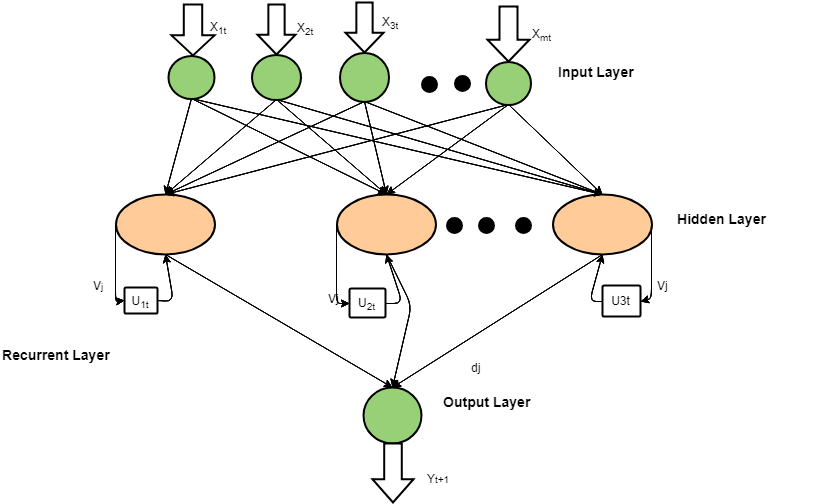 X1t
X2t
X3t
Xmt
Input Layer
Hidden Layer
Vj
U1t
V
U2t
U3t
Vj
Recurrent Layer
dj
Output Layer
Yt+1